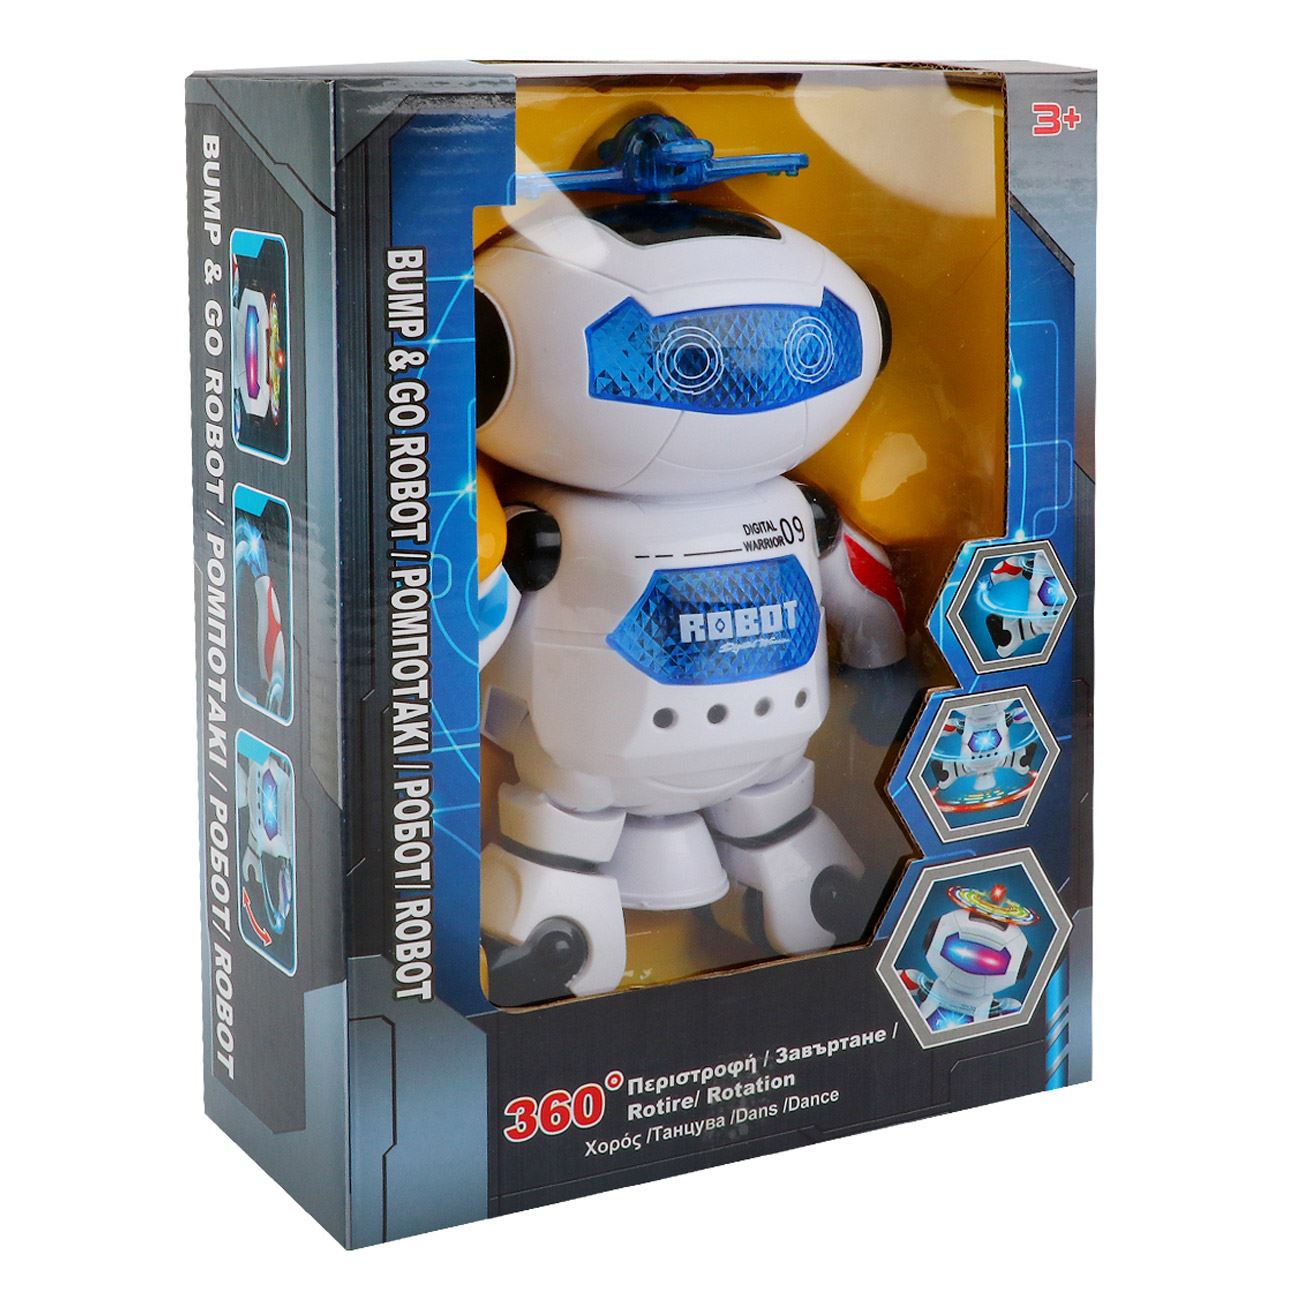 3+
BUMP & GO ROBOT / ΡΟΜΠΟΤΑΚΙ / РОБОТ/ ROBOT
BUMP & GO ROBOT / ΡΟΜΠΟΤΑΚΙ / РОБОТ/ ROBOT
DIGITAL
WARRIOR 09
ROBOT
360°
Περιστροφή / Завъртане /
Rotire/ Rotation
Χορός /Танцува /Dans /Dance